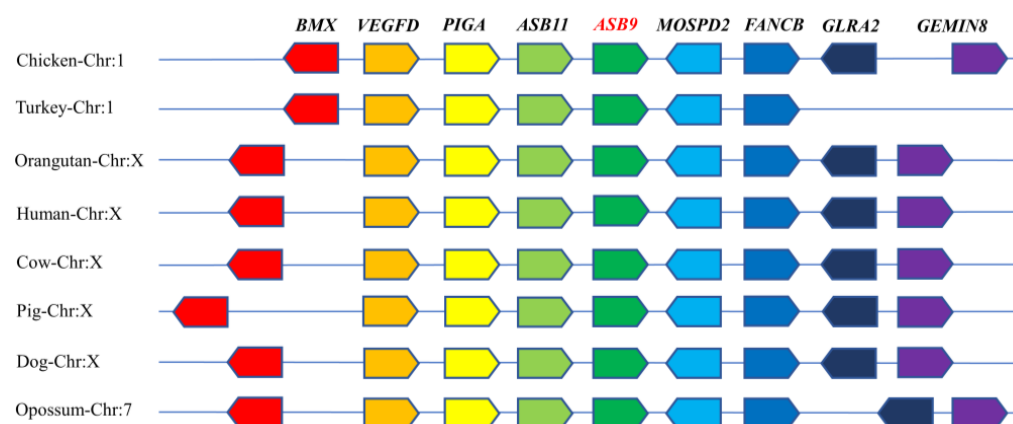 BMX VEGFD PIGA ASB11 ASB9 MOSPD2 FANCB GLRA2 GEMIN8
Chicken-Chr:1
Turkey-Chr:1
Orangutan-Chr:X
Human-Chr:X
Cow-Chr:X
Pig-Chr:X
Dog-Chr:X
Opossum-Chr:7